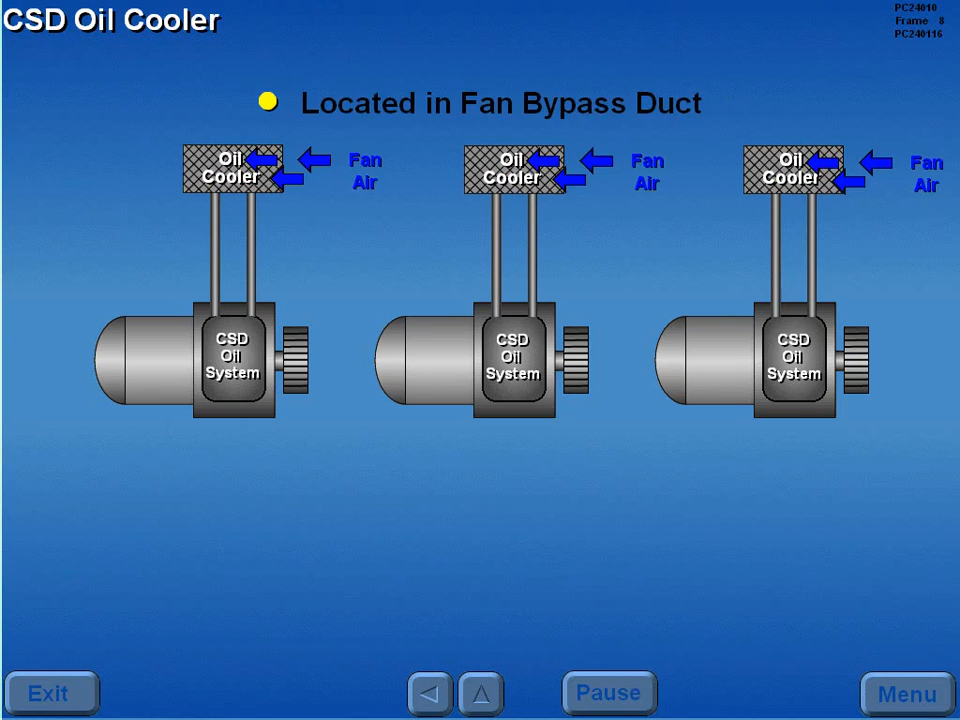 CSD Oil Cooler
PC24010
Frame 8
PC240116
Located in Fan Bypass Duct
Oil
Cooler
Fan
Air
Oil
Cooler
Fan
Air
Oil
Cooler
Fan
Air
CSD
Oil
System
CSD
Oil
System
CSD
Oil
System
Exit
Pause
Menu